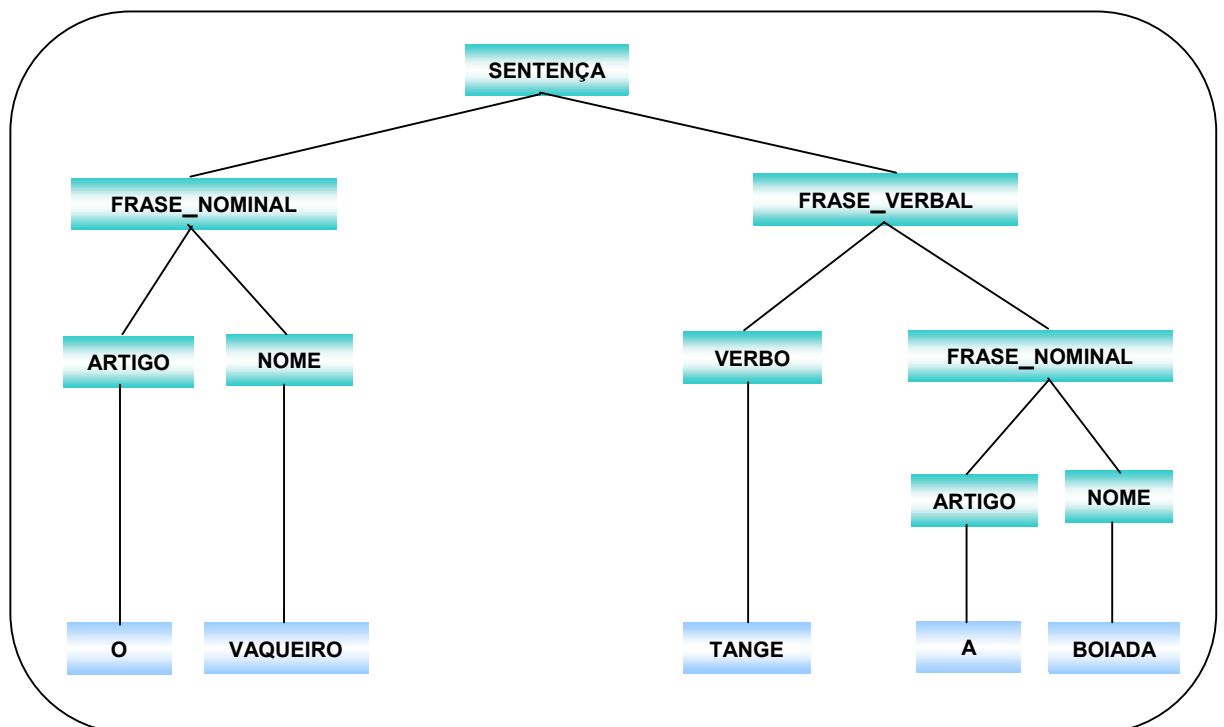 SENTENÇA
FRASE_NOMINAL
FRASE_VERBAL
ARTIGO
NOME
VERBO
FRASE_NOMINAL
ARTIGO
NOME
O
VAQUEIRO
TANGE
A
BOIADA